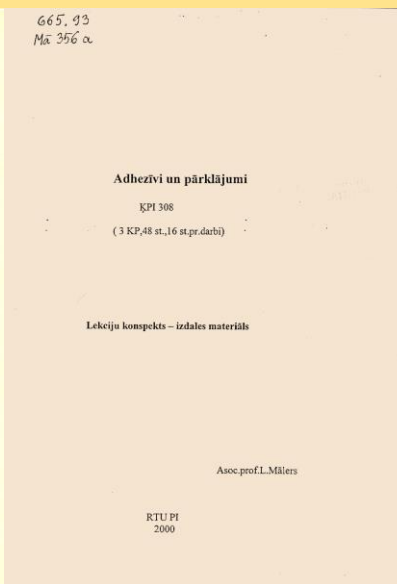 665.93
Mā 356 a
Adhezīvi un pārklājumi
ĶPI 308
( 3 KP,48 st.,16 st.pr.darbi)
Lekciju konspekts – izdales materiāls
Asoc.prof.L.Mālers
RTU PI
2000